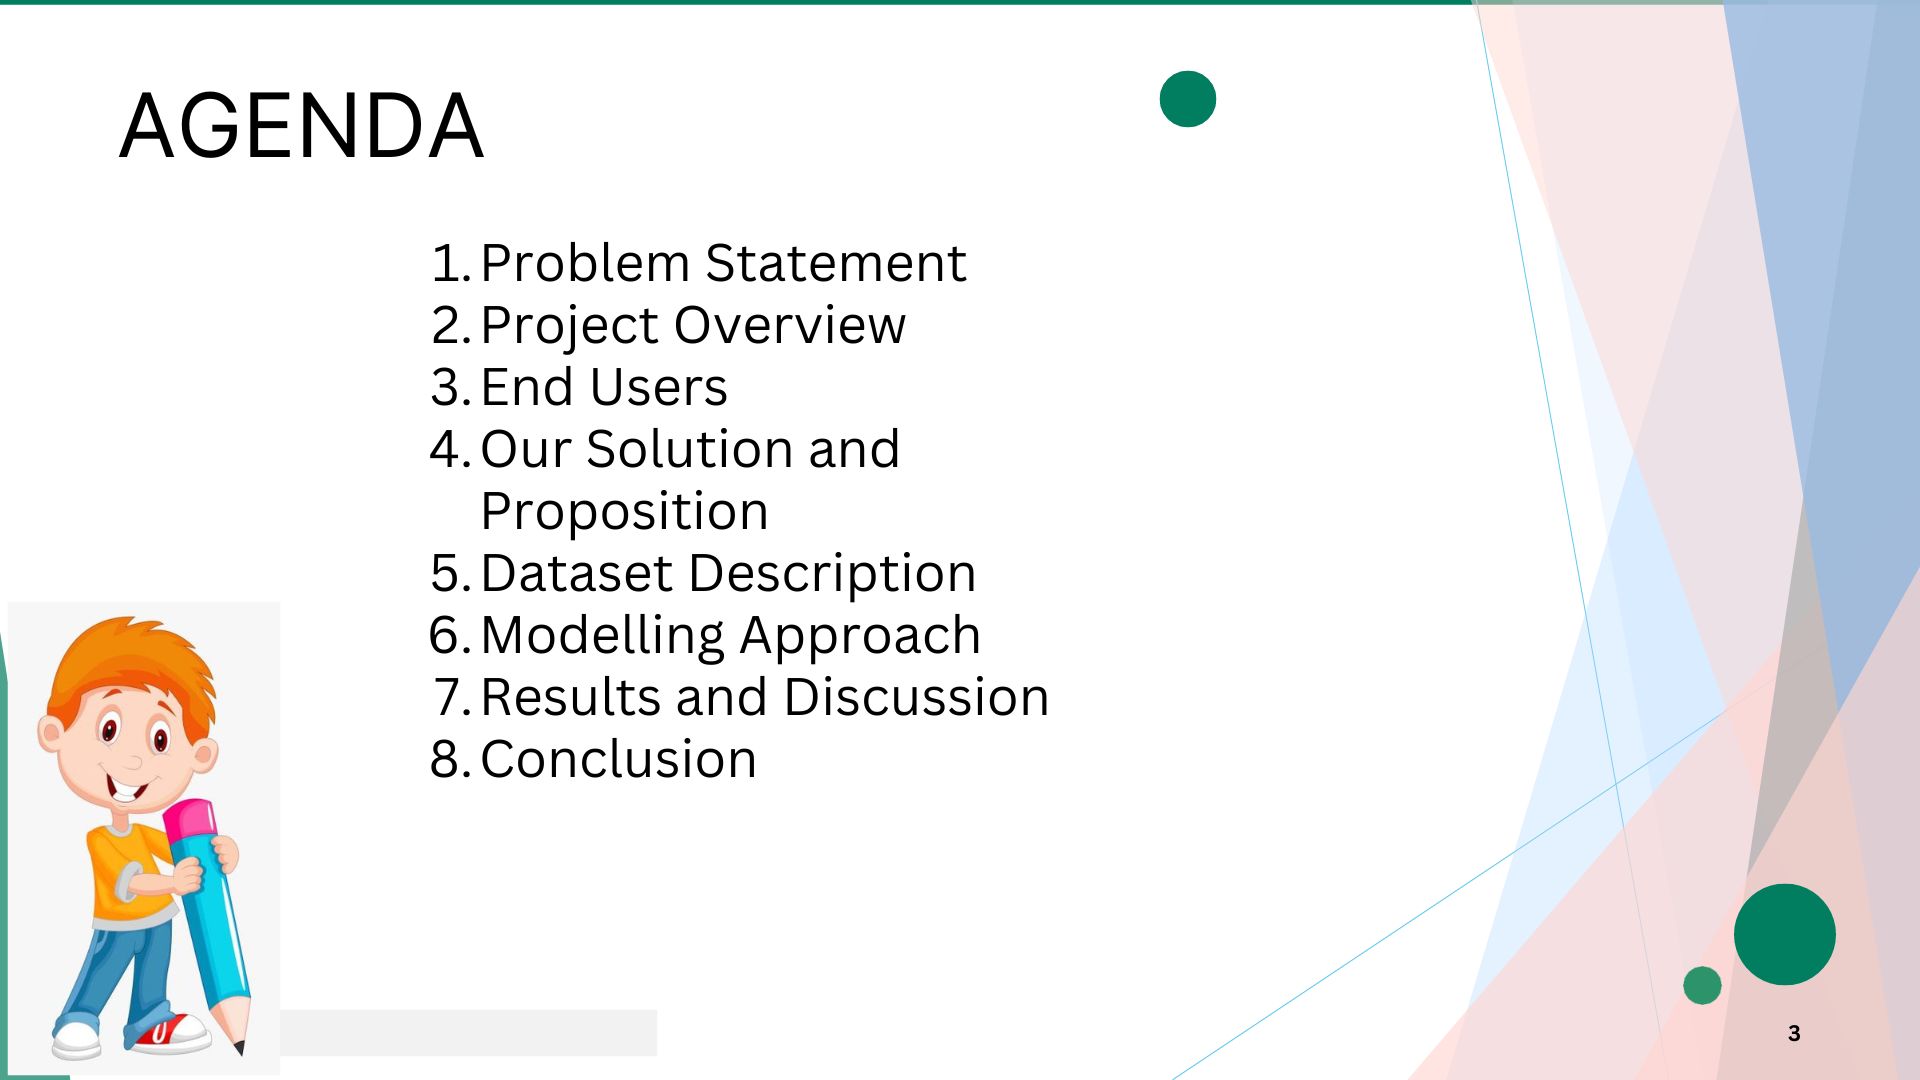 AGENDA
1. Problem Statement
2. Project Overview
3. End Users
4. Our Solution and
Proposition
5. Dataset Description
6. Modelling Approach
7. Results and Discussion
8. Conclusion
3